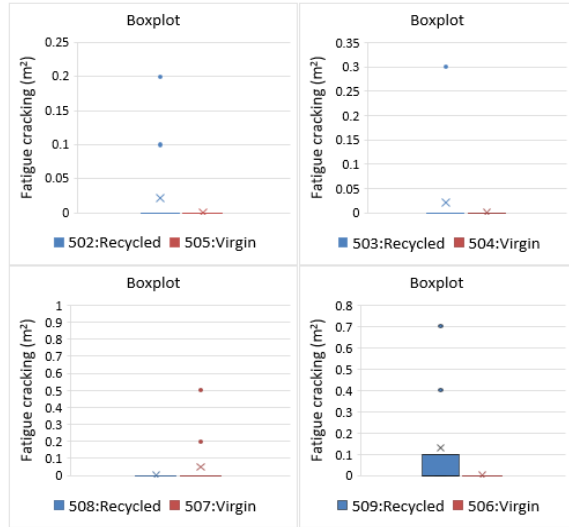 Boxplot
Fatigue cracking (m²)
0.25
0.2
0.15
0.1
0.05
0
502:Recycled 505:Virgin
Boxplot
Fatigue cracking (m²)
0.35
0.3
0.25
0.2
0.15
0.1
0.05
0
503:Recycled 504:Virgin
Boxplot
Fatigue cracking (m²)
1
0.9
0.8
0.7
0.6
0.5
0.4
0.3
0.2
0.1
0
508:Recycled 507:Virgin
Boxplot
Fatigue cracking (m²)
0.8
0.7
0.6
0.5
0.4
0.3
0.2
0.1
0
509:Recycled 506:Virgin